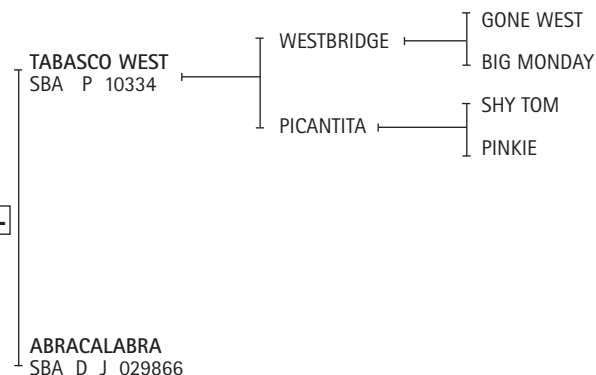 GONE WEST
WESTBRIDGE
TABASCO WEST
BIG MONDAY
SBA P 10334
SHY TOM
PICANTITA
PINKIE
ABRACALABRA
SBA D J 029866